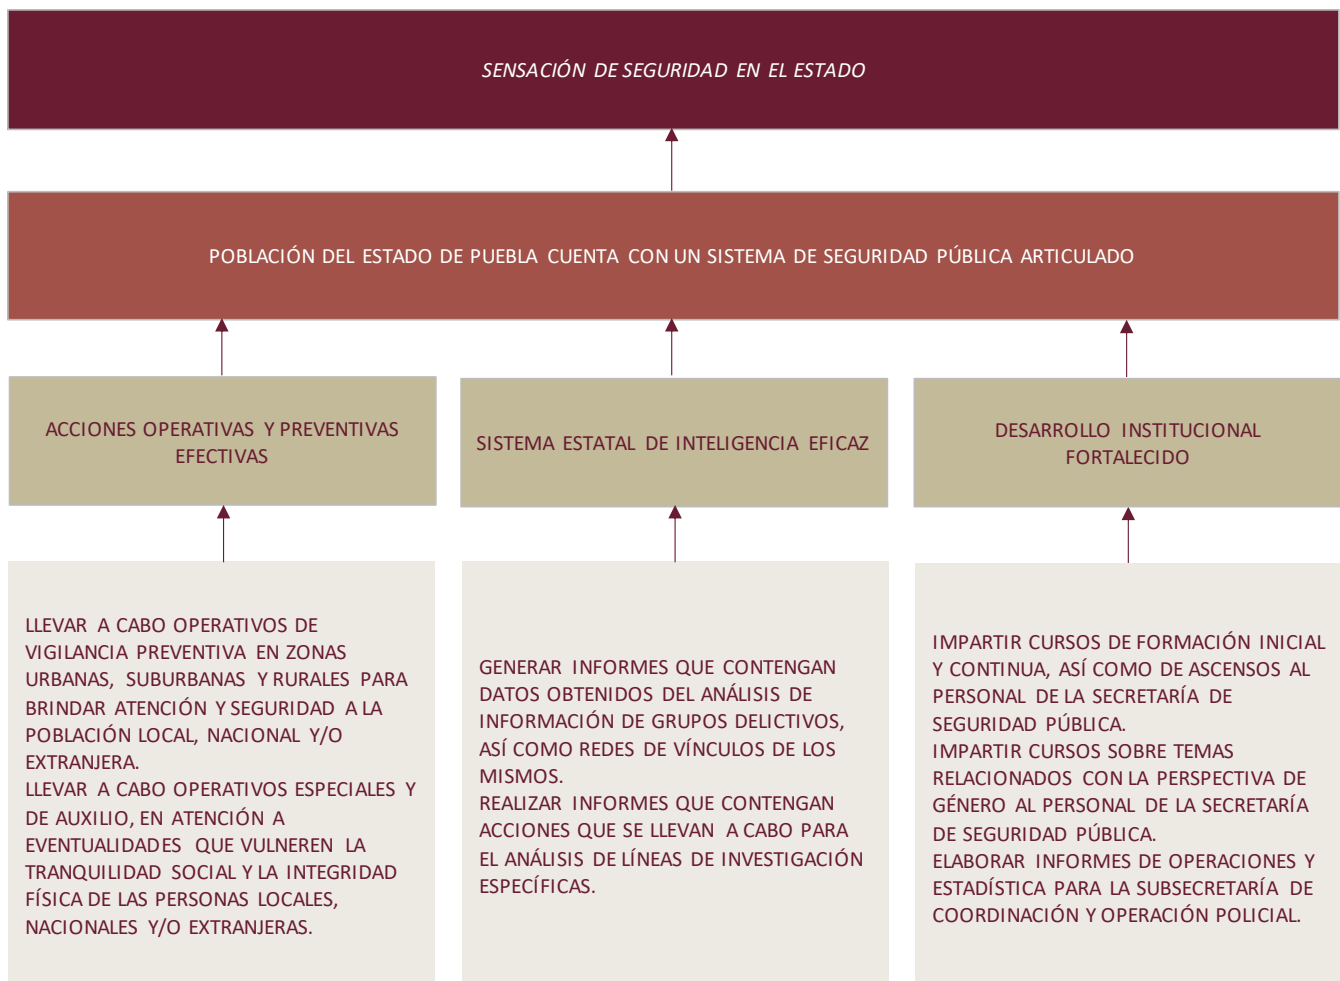 SENSACIÓN DE SEGURIDAD EN EL ESTADO
POBLACIÓN DEL ESTADO DE PUEBLA CUENTA CON UN SISTEMA DE SEGURIDAD PÚBLICA ARTICULADO
ACCIONES OPERATIVAS Y PREVENTIVAS
EFECTIVAS
SISTEMA ESTATAL DE INTELIGENCIA EFICAZ
DESARROLLO INSTITUCIONAL
FORTALECIDO
LLEVAR A CABO OPERATIVOS DE
VIGILANCIA PREVENTIVA EN ZONAS
URBANAS, SUBURBANAS Y RURALES PARA
BRINDAR ATENCIÓN Y SEGURIDAD A LA
POBLACIÓN LOCAL, NACIONAL Y/O
EXTRANJERA.
LLEVAR A CABO OPERATIVOS ESPECIALES Y
DE AUXILIO, EN ATENCIÓN A
EVENTUALIDADES QUE VULNEREN LA
TRANQUILIDAD SOCIAL Y LA INTEGRIDAD
FÍSICA DE LAS PERSONAS LOCALES,
NACIONALES Y/O EXTRANJERAS.
GENERAR INFORMES QUE CONTENGAN
DATOS OBTENIDOS DEL ANÁLISIS DE
INFORMACIÓN DE GRUPOS DELICTIVOS,
ASÍ COMO REDES DE VÍNCULOS DE LOS
MISMOS.
REALIZAR INFORMES QUE CONTENGAN
ACCIONES QUE SE LLEVAN A CABO PARA
EL ANÁLISIS DE LÍNEAS DE INVESTIGACIÓN
ESPECÍFICAS.
IMPARTIR CURSOS DE FORMACIÓN INICIAL
Y CONTINUA, ASÍ COMO DE ASCENSOS AL
PERSONAL DE LA SECRETARÍA DE
SEGURIDAD PÚBLICA.
IMPARTIR CURSOS SOBRE TEMAS
RELACIONADOS CON LA PERSPECTIVA DE
GÉNERO AL PERSONAL DE LA SECRETARÍA
DE SEGURIDAD PÚBLICA.
ELABORAR INFORMES DE OPERACIONES Y
ESTADÍSTICA PARA LA SUBSECRETARÍA DE
COORDINACIÓN Y OPERACIÓN POLICIAL.